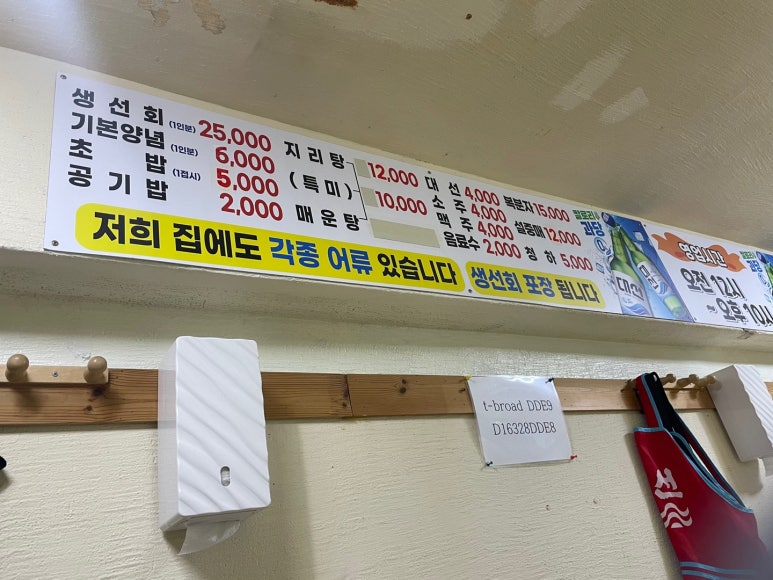 생선회 (1인분) 25,000
기본양념 (1인분) 6,000
초밥 (1접시) 5,000
공기밥 2,000
지리탕 12,000
(특미) 10,000
매운탕
대선 4,000
소주 4,000
맥주 4,000
음료수 2,000
복분자 15,000
설중매 12,000
청하 5,000
저희 집에도 각종 어류 있습니다
생선회 포장 됩니다
대선
영업시간
오전 12시
~ 오후 10시
t-broad DDE9
D16328DDE8